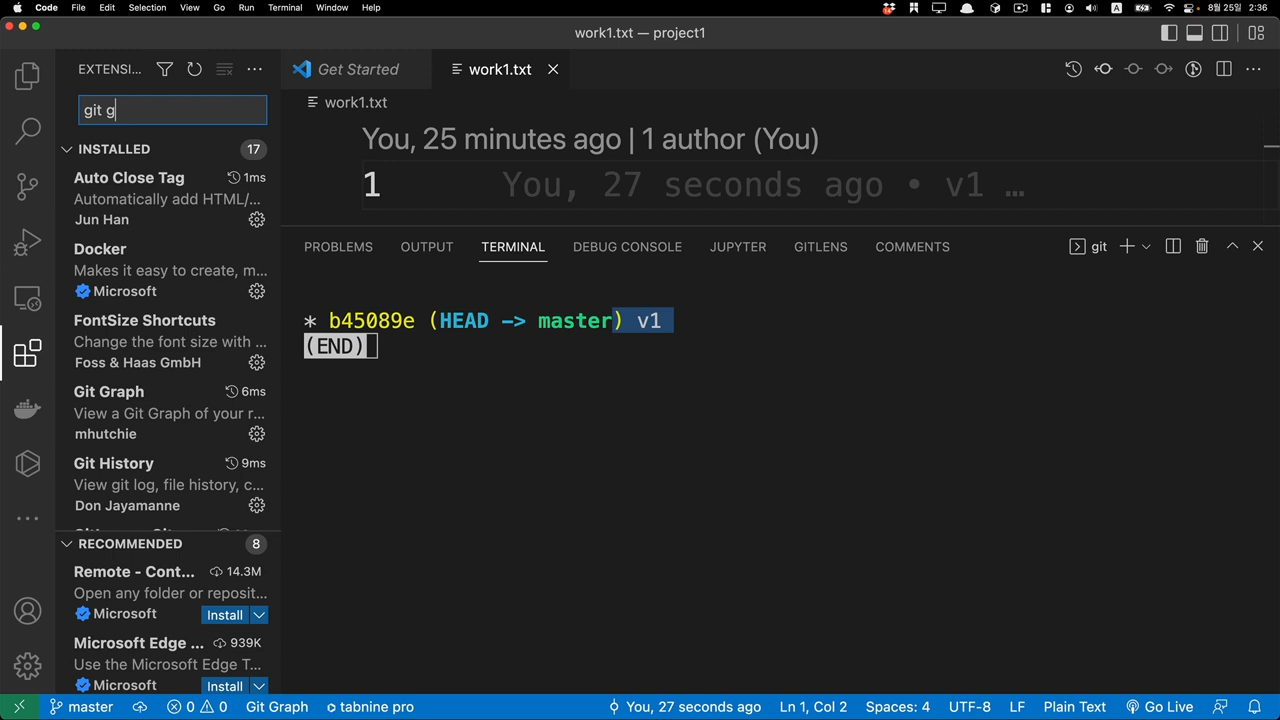 Code File Edit Selection View Go Run Terminal Window Help A 8월 25일 2:36
work1.txt — project1
EXTENSI... Get Started work1.txt
git g
work1.txt
INSTALLED 17
You, 25 minutes ago | 1 author (You)
1 You, 27 seconds ago • v1 …
Auto Close Tag 1ms
Automatically add HTML/...
Jun Han
Docker
Makes it easy to create, m...
Microsoft
FontSize Shortcuts
Change the font size with ...
Foss & Haas GmbH
Git Graph 6ms
View a Git Graph of your r...
mhutchie
Git History 9ms
View git log, file history, c...
Don Jayamanne
RECOMMENDED 8
Remote - Cont... 14.3M
Open any folder or reposit...
Microsoft Install
Microsoft Edge ... 939K
Use the Microsoft Edge T...
Microsoft Install
PROBLEMS OUTPUT TERMINAL DEBUG CONSOLE JUPYTER GITLENS COMMENTS git
* b45089e (HEAD -> master) v1
(END)
master 0 0 Git Graph tabnine pro You, 27 seconds ago Ln 1, Col 2 Spaces: 4 UTF-8 LF Plain Text Go Live